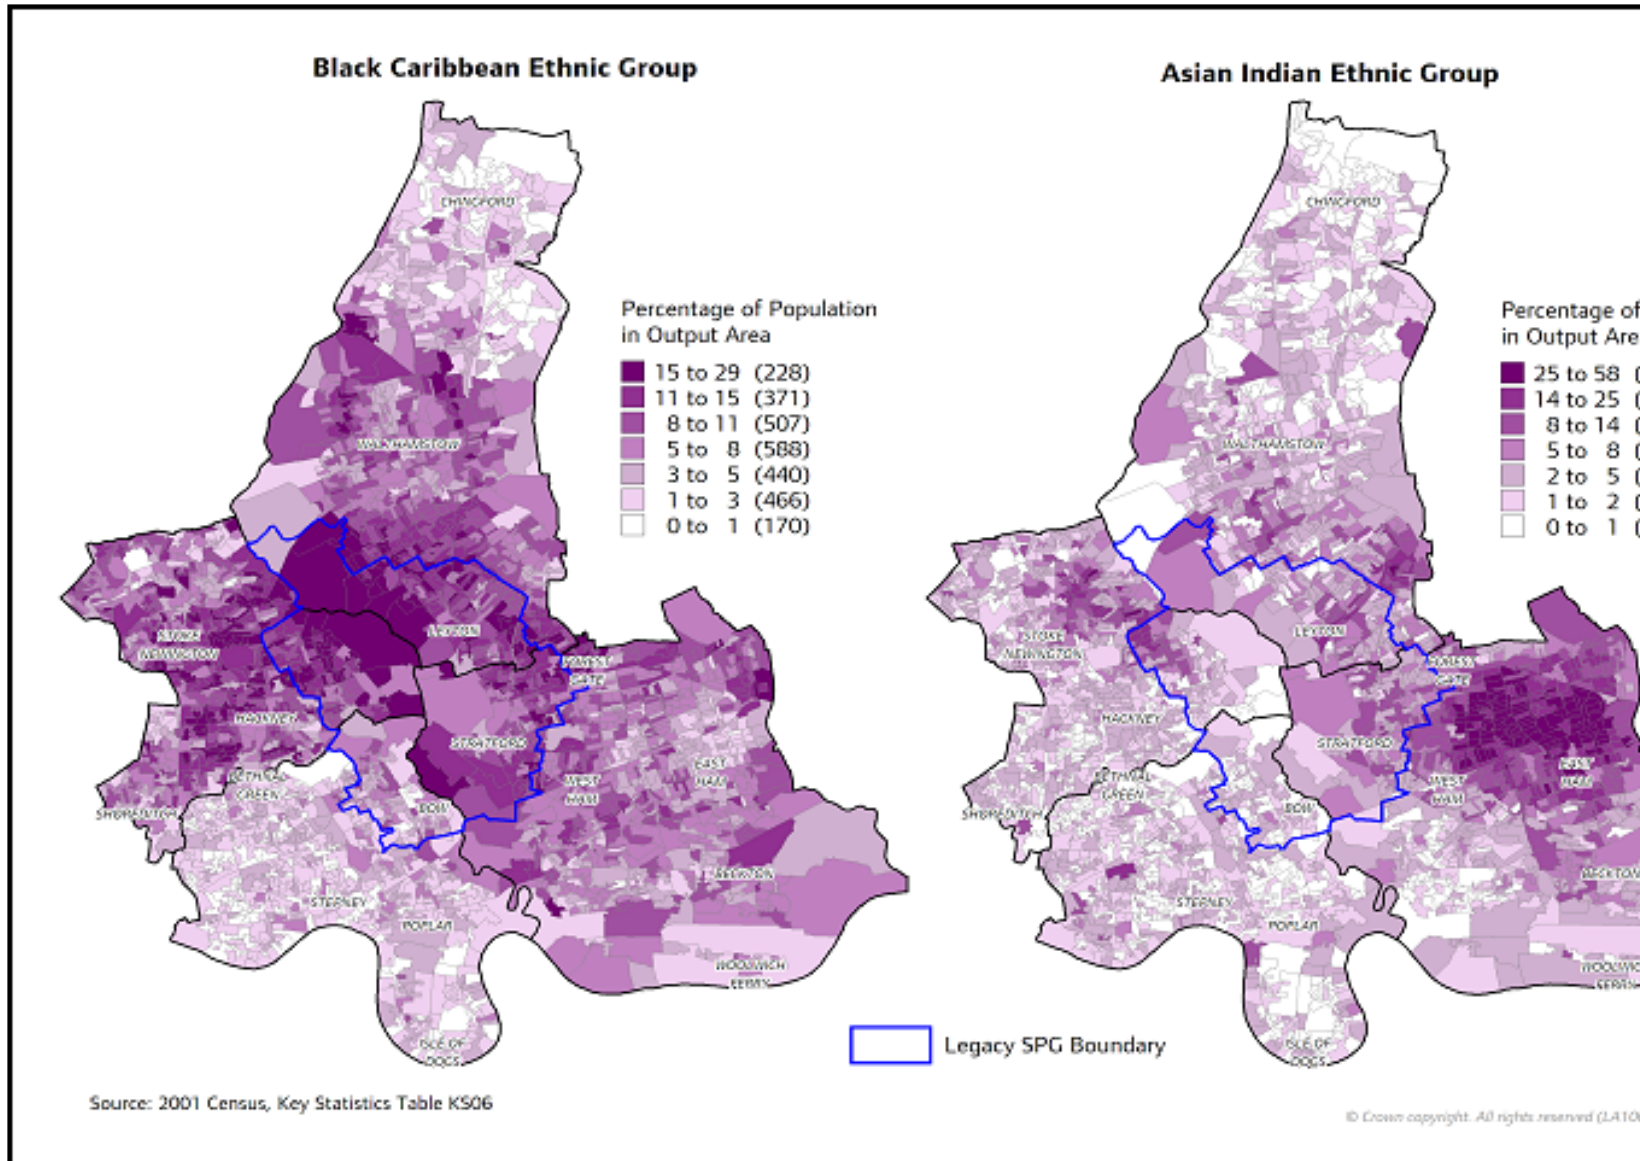 Black Caribbean Ethnic Group
Asian Indian Ethnic Group
CHINGFORD
CHINGFORD
Percentage of Population
in Output Area
15 to 29 (228)
11 to 15 (371)
8 to 11 (507)
5 to 8 (588)
3 to 5 (440)
1 to 3 (466)
0 to 1 (170)
Percentage of
in Output Are
25 to 58 (
14 to 25 (
8 to 14 (
5 to 8 (
2 to 5 (
1 to 2 (
0 to 1 (
WALTHAMSTOW
WALTHAMSTOW
STOKE
NEWINGTON
LEYTON
FOREST
GATE
HACKNEY
STRATFORD
BETHNAL
GREEN
WEST
HAM
EAST
HAM
BOW
SHOREDITCH
BECKTON
STEPNEY
POPLAR
WOOLWICH
FERRY
ISLE OF
DOGS
STOKE
NEWINGTON
LEYTON
FOREST
GATE
HACKNEY
STRATFORD
BETHNAL
GREEN
WEST
HAM
EAST
HAM
BOW
SHOREDITCH
BECKTON
STEPNEY
POPLAR
WOOLWIC
FERRY
ISLE OF
DOGS
Legacy SPG Boundary
Source: 2001 Census, Key Statistics Table KS06
© Crown copyright. All rights reserved (LA10